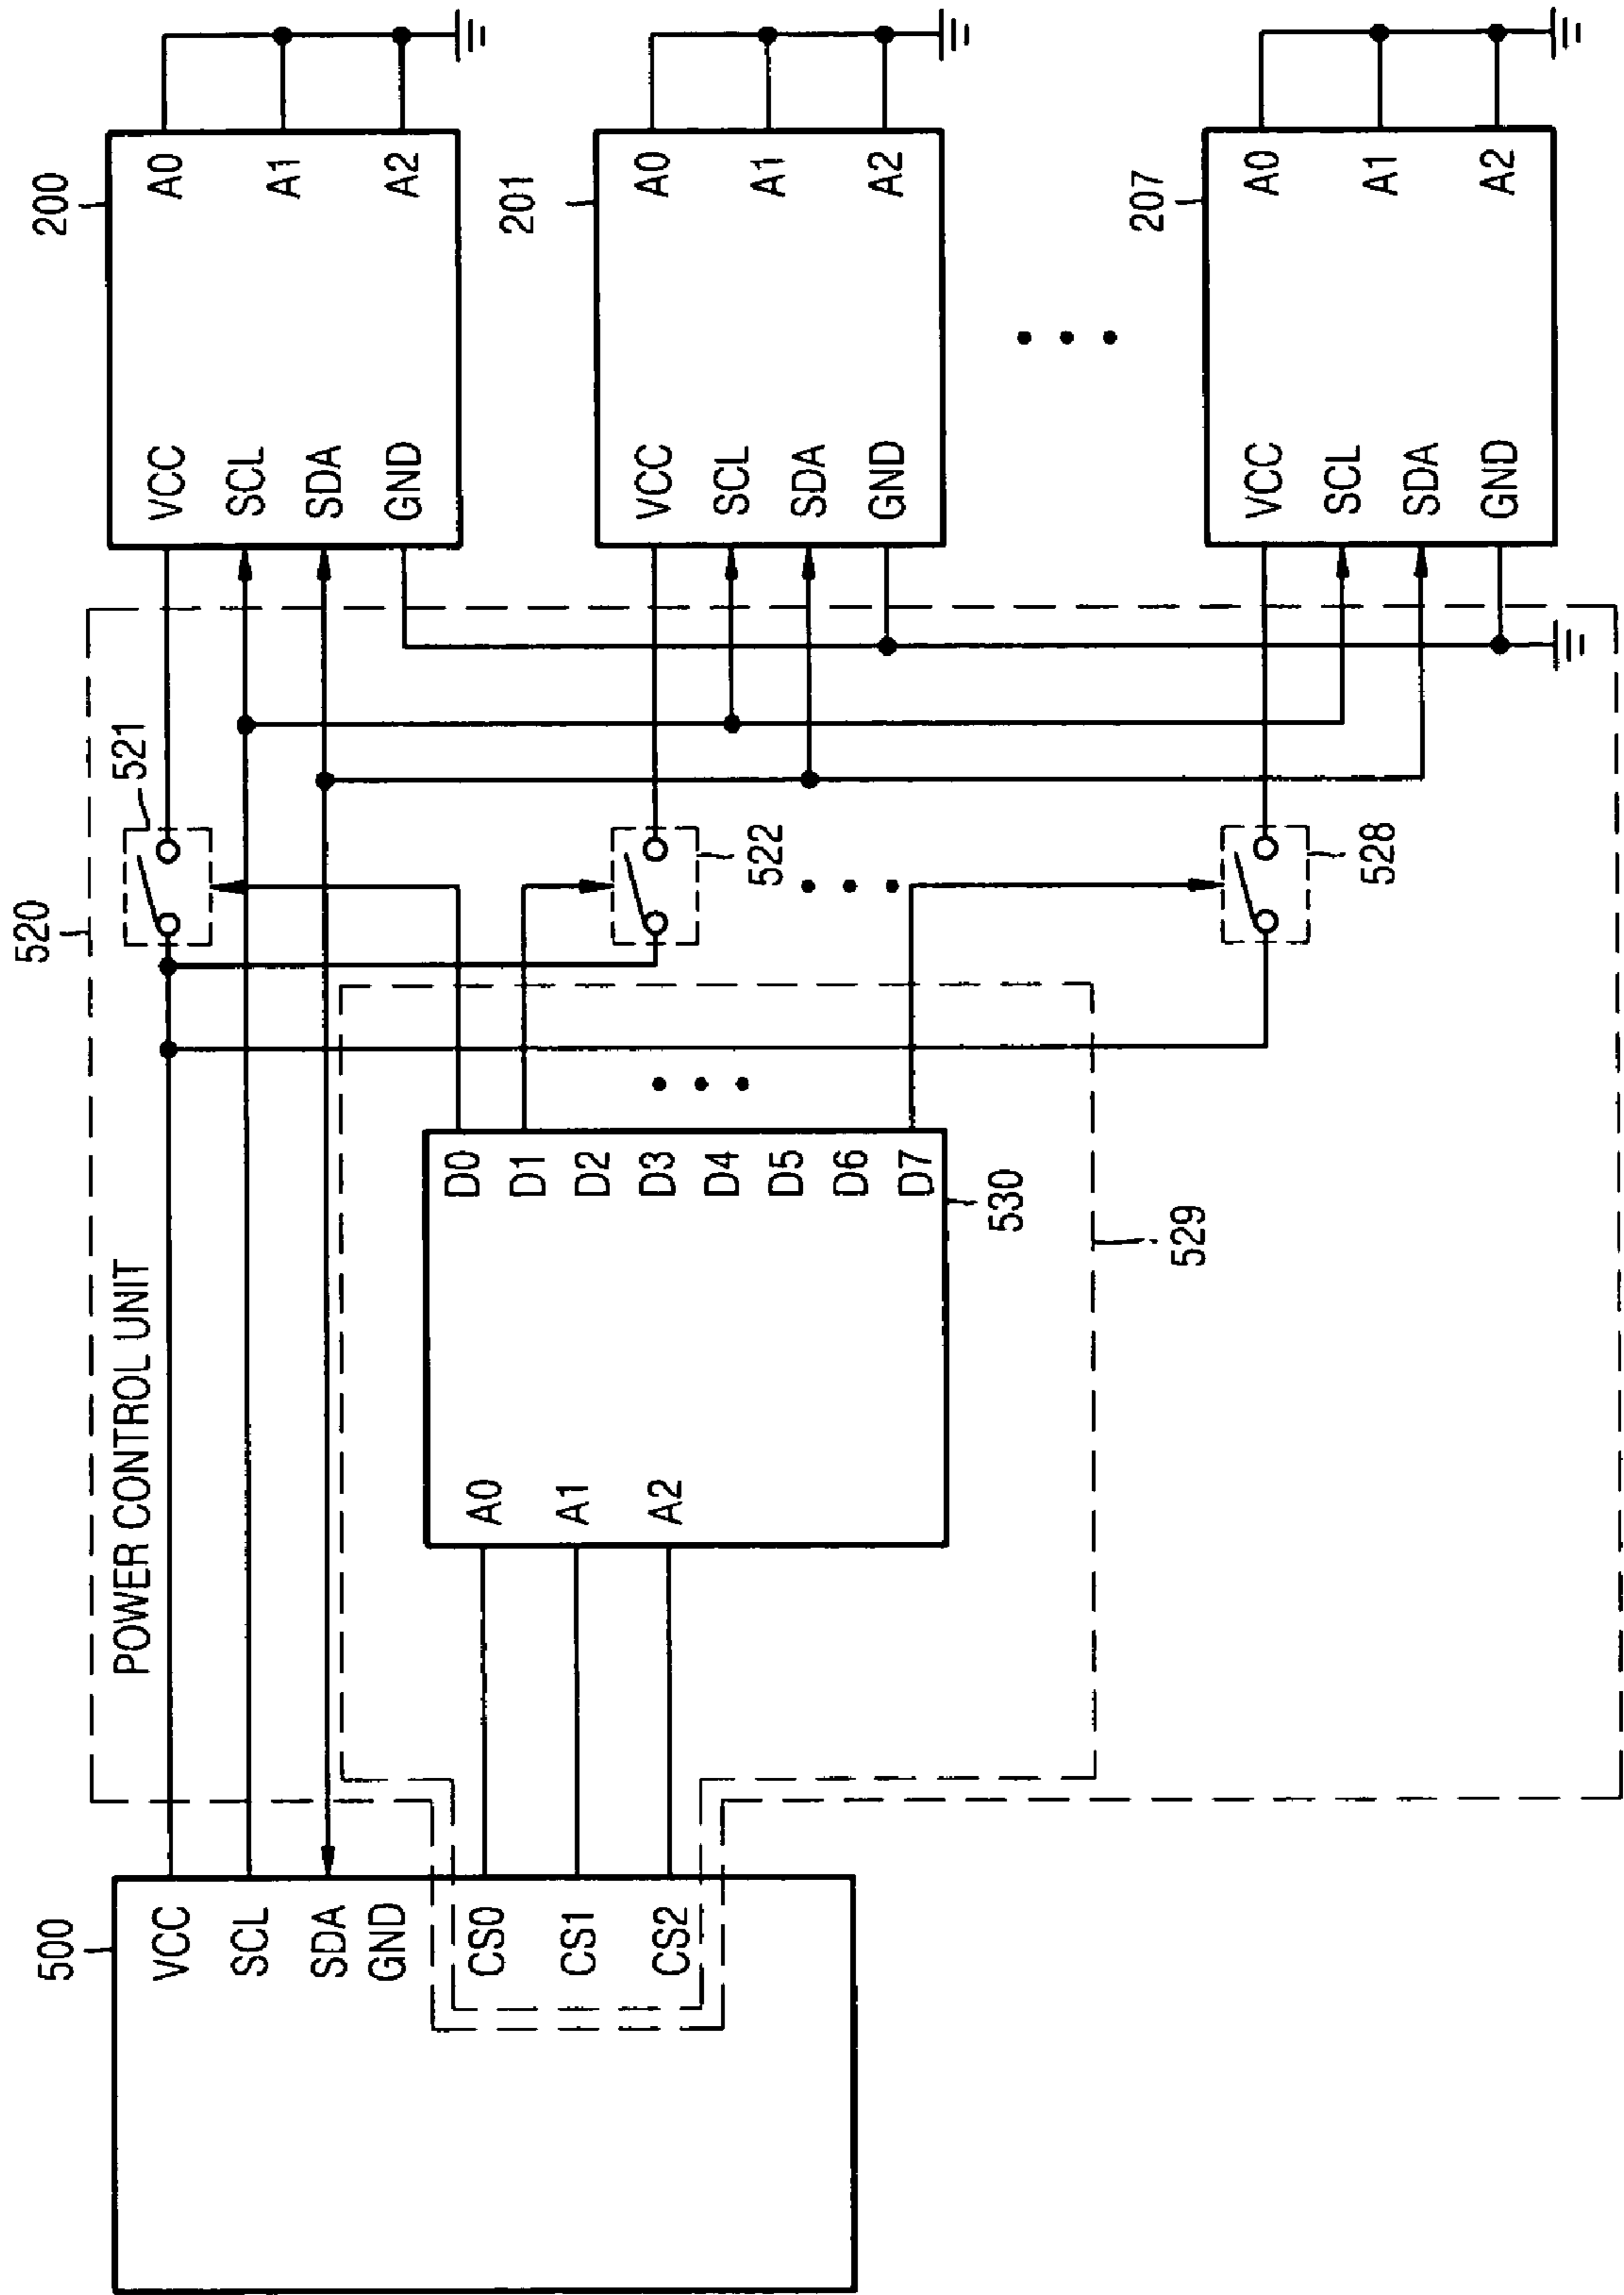 500
VCC
SCL
SDA
GND
CS0
CS1
CS2
520
POWER CONTROL UNIT
A0
A1
A2
D0
D1
D2
D3
D4
D5
D6
D7
530
529
521
522
528
200
VCC
SCL
SDA
GND
A0
A1
A2
201
VCC
SCL
SDA
GND
A0
A1
A2
207
VCC
SCL
SDA
GND
A0
A1
A2